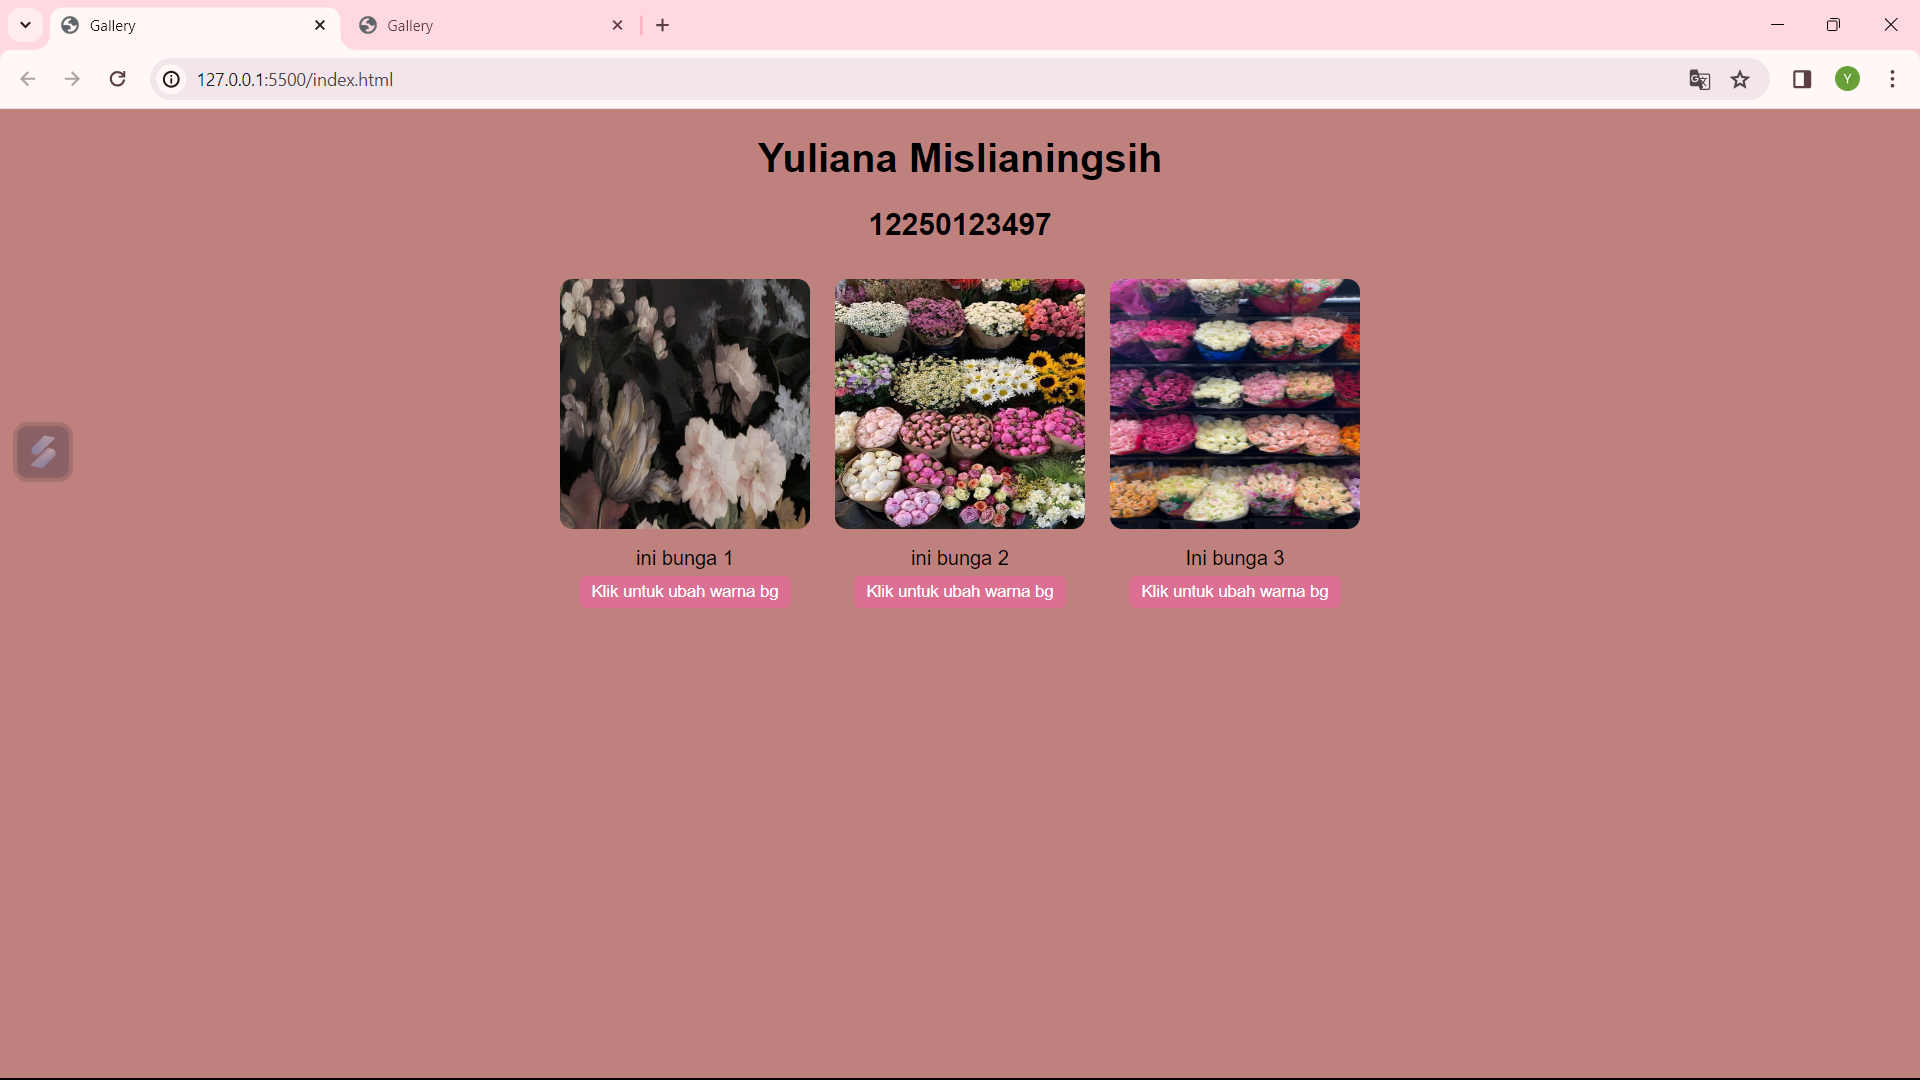 Gallery
Gallery
127.0.0.1:5500/index.html
Y
Yuliana Mislianingsih
12250123497
ini bunga 1
ini bunga 2
Ini bunga 3
Klik untuk ubah warna bg
Klik untuk ubah warna bg
Klik untuk ubah warna bg